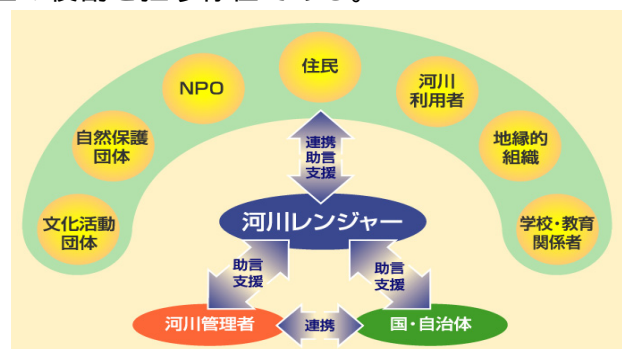 住民
NPO
河川
利用者
自然保護
団体
地縁的
組織
文化活動
団体
学校・教育
関係者
連携
助言
支援
河川レンジャー
助言
支援
助言
支援
河川管理者
連携
国・自治体